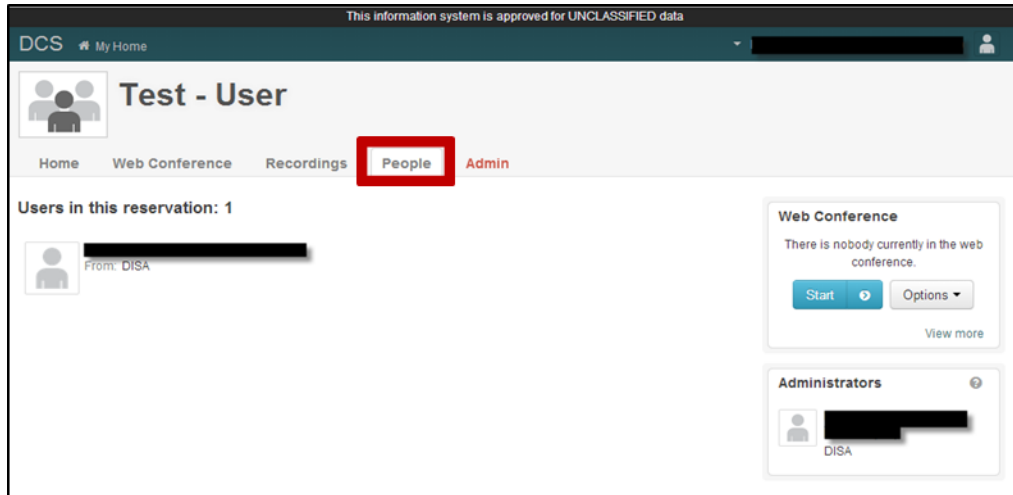 This information system is approved for UNCLASSIFIED data
DCS My Home
Test - User
Home Web Conference Recordings People Admin
Users in this reservation: 1
From: DISA
Web Conference
There is nobody currently in the web
conference.
Start Options
View more
Administrators
DISA